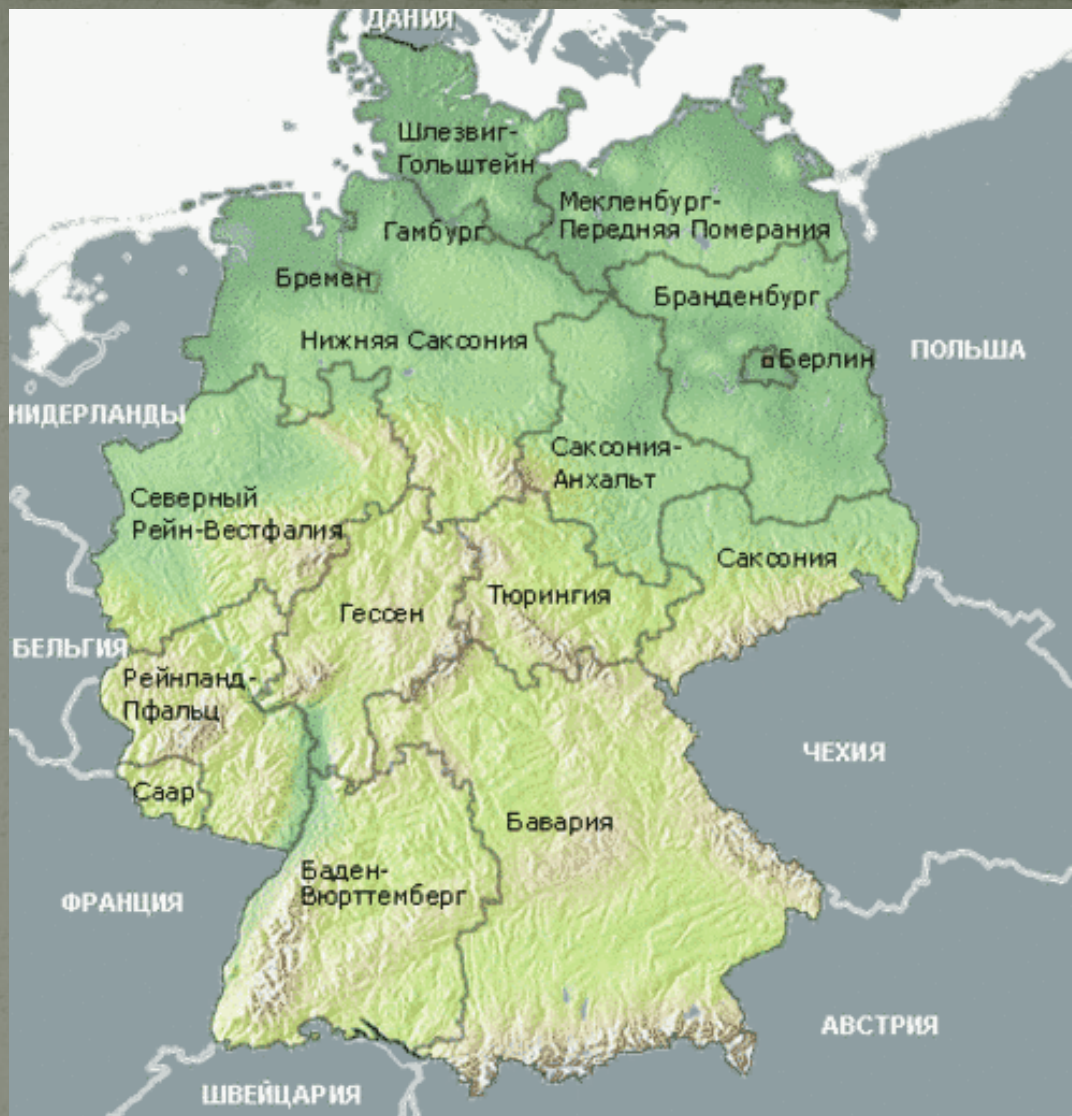 ДАНИЯ
Шлезвиг-
Гольштейн
Мекленбург-
Передняя Померания
Гамбург
Бремен
Бранденбург
Нижняя Саксония
Берлин
ПОЛЬША
НИДЕРЛАНДЫ
Саксония-
Анхальт
Северный
Рейн-Вестфалия
Саксония
Тюрингия
Гессен
БЕЛЬГИЯ
Рейнланд-
Пфальц
ЧЕХИЯ
Саар
Бавария
Баден-
Вюрттемберг
ФРАНЦИЯ
АВСТРИЯ
ШВЕЙЦАРИЯ